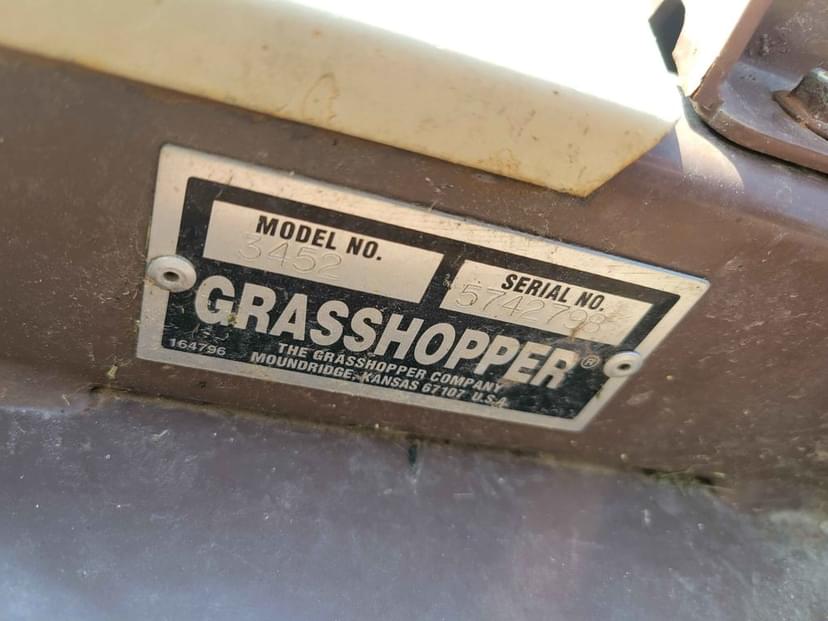 MODEL NO.
3452
SERIAL NO.
5742798
GRASSHOPPER®
164796
THE GRASSHOPPER COMPANY
MOUNDRIDGE, KANSAS 67107 U.S.A.